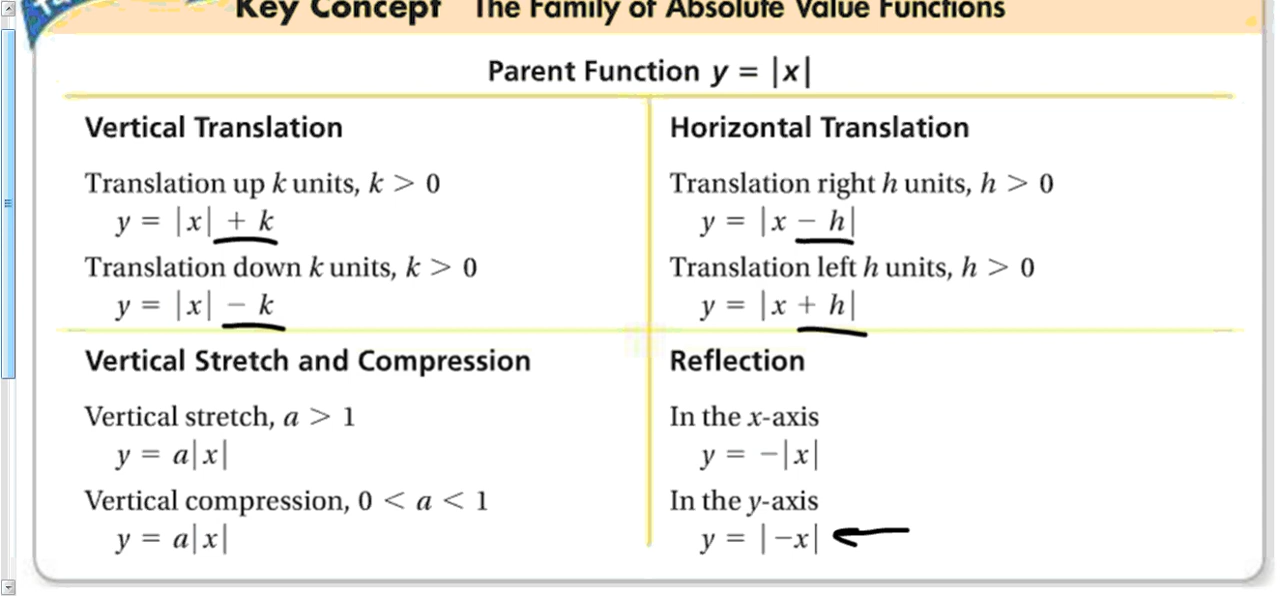 Key Concept The Family of Absolute Value Functions
Parent Function y = |x|
Vertical Translation
Translation up k units, k > 0
y = |x| + k
Translation down k units, k > 0
y = |x| − k
Horizontal Translation
Translation right h units, h > 0
y = |x − h|
Translation left h units, h > 0
y = |x + h|
Vertical Stretch and Compression
Vertical stretch, a > 1
y = a|x|
Vertical compression, 0 < a < 1
y = a|x|
Reflection
In the x-axis
y = −|x|
In the y-axis
y = |−x|